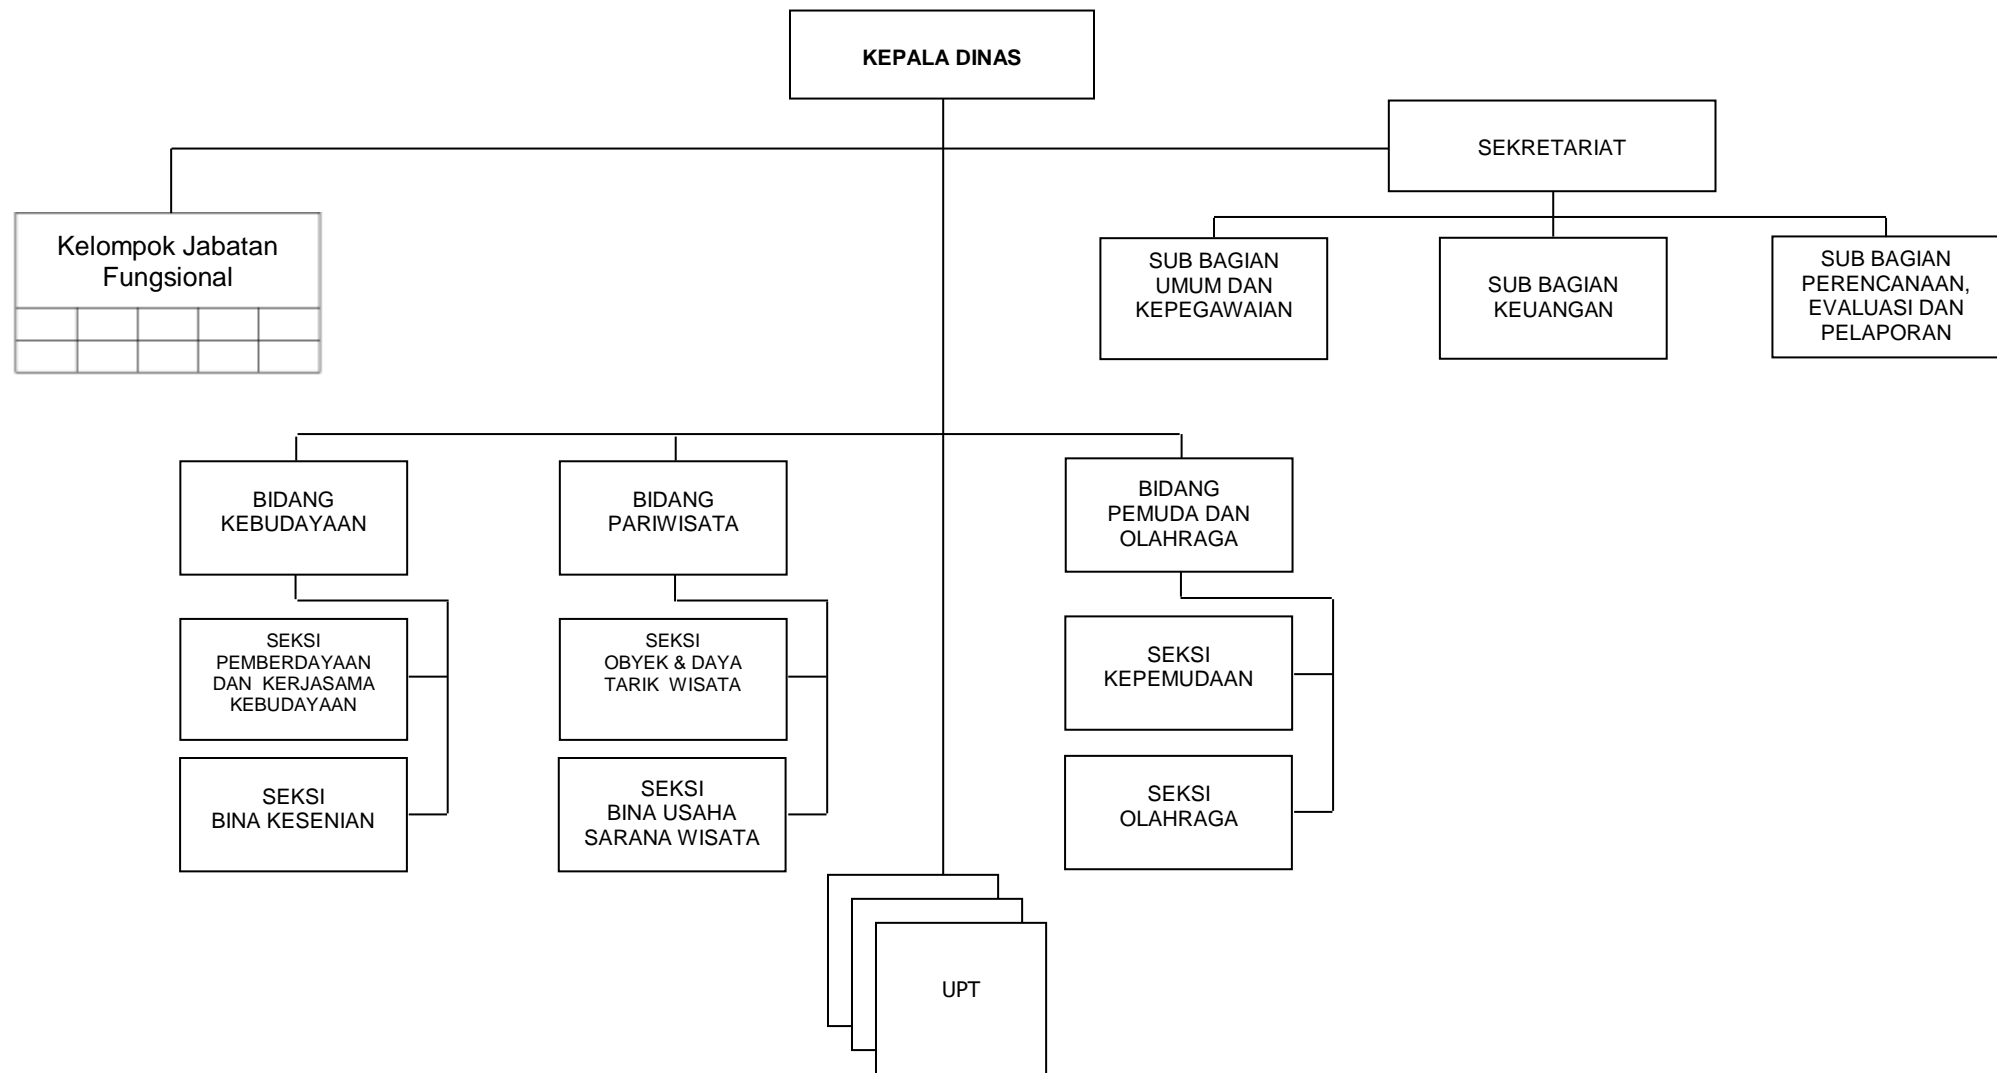 KEPALA DINAS
SEKRETARIAT
Kelompok Jabatan
Fungsional
SUB BAGIAN
UMUM DAN
KEPEGAWAIAN
SUB BAGIAN
KEUANGAN
SUB BAGIAN
PERENCANAAN,
EVALUASI DAN
PELAPORAN
BIDANG
KEBUDAYAAN
BIDANG
PARIWISATA
BIDANG
PEMUDA DAN
OLAHRAGA
SEKSI
PEMBERDAYAAN
DAN KERJASAMA
KEBUDAYAAN
SEKSI
OBYEK & DAYA
TARIK WISATA
SEKSI
KEPEMUDAAN
SEKSI
BINA KESENIAN
SEKSI
BINA USAHA
SARANA WISATA
SEKSI
OLAHRAGA
UPT